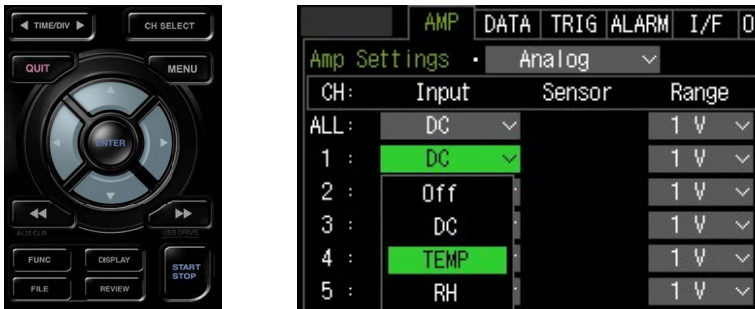 TIME/DIV
CH SELECT
QUIT
MENU
ENTER
ALM CLR
USB DRIVE
FUNC
DISPLAY
START
STOP
FILE
REVIEW
AMP DATA TRIG ALARM I/F
Amp Settings · Analog
CH: Input Sensor Range
ALL: DC 1 V
1 : DC 1 V
2 : Off 1 V
3 : DC 1 V
4 : TEMP 1 V
5 : RH 1 V